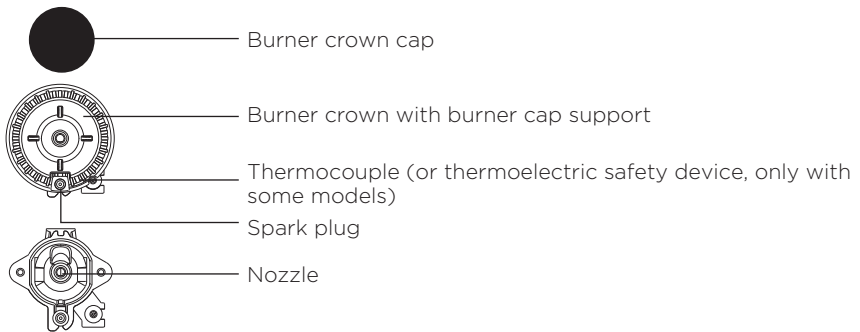 Burner crown cap
Burner crown with burner cap support
Thermocouple (or thermoelectric safety device, only with
some models)
Spark plug
Nozzle